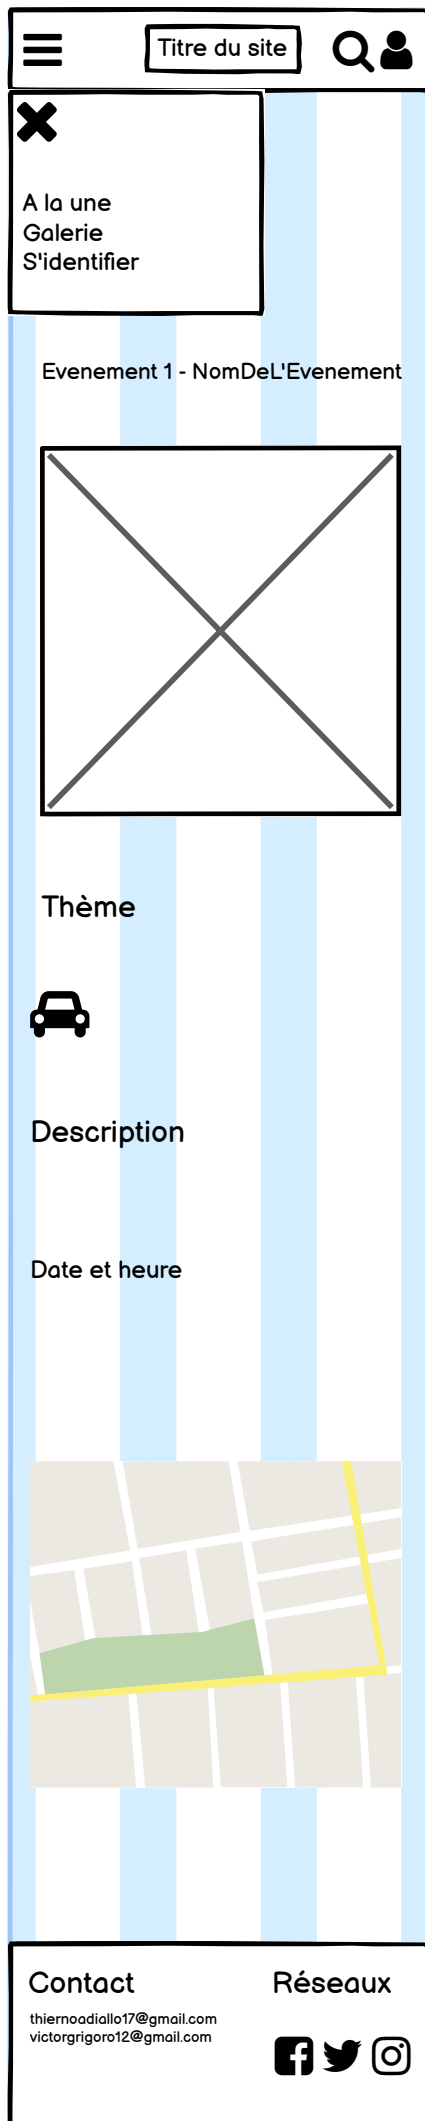 Titre du site
A la une
Galerie
S'identifier
Evenement 1 - NomDeL'Evenement
Thème
Description
Date et heure
Contact
Réseaux
thiernoadiallo17@gmail.com
victorgrigoro12@gmail.com